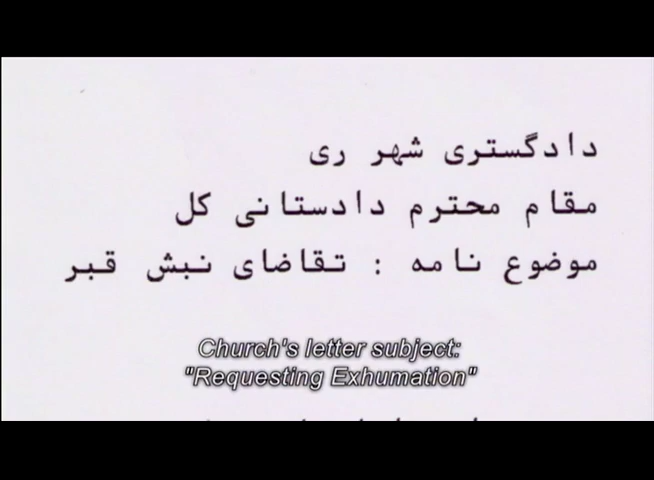 دادگستری شهر ری
مقام محترم دادستانی کل
موضوع نامه : تقاضای نبش قبر
Church's letter subject:
"Requesting Exhumation"